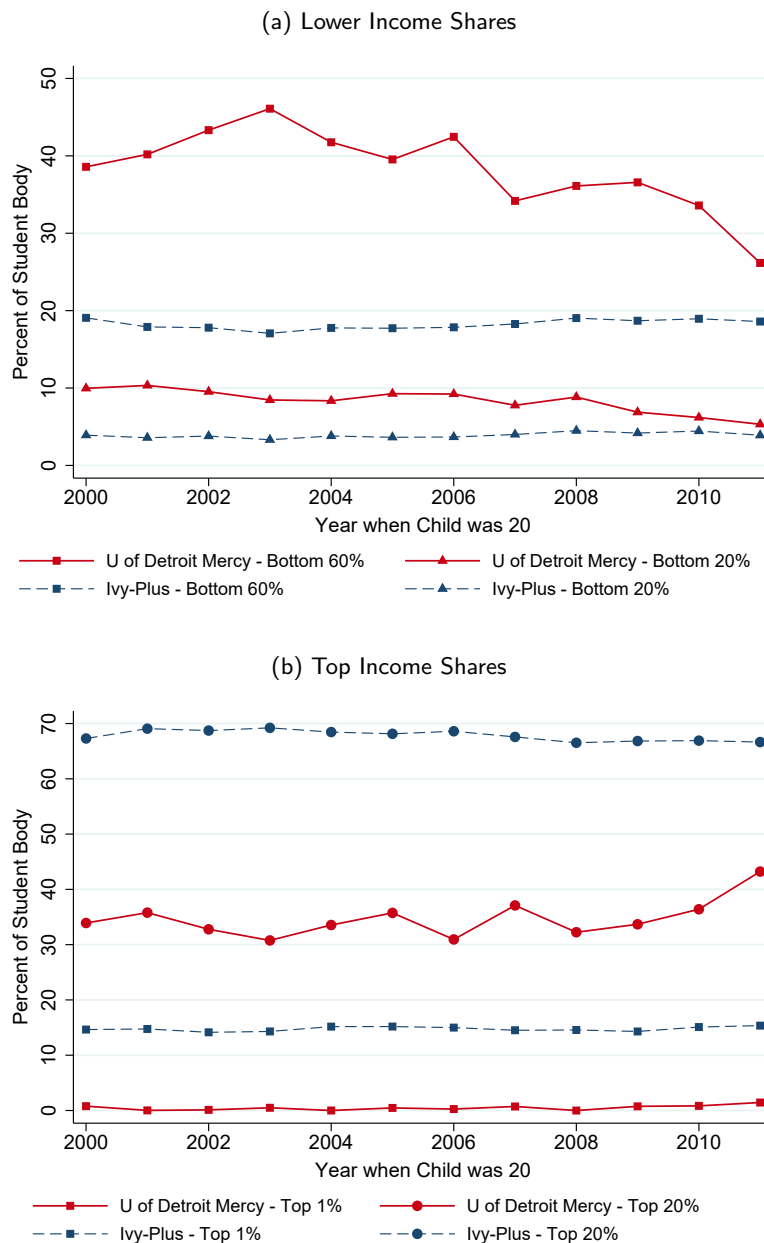 (a) Lower Income Shares
50
40
30
20
10
0
Percent of Student Body
2000 2002 2004 2006 2008 2010
Year when Child was 20
U of Detroit Mercy - Bottom 60% U of Detroit Mercy - Bottom 20%
Ivy-Plus - Bottom 60% Ivy-Plus - Bottom 20%
(b) Top Income Shares
70
60
50
40
30
20
10
0
Percent of Student Body
2000 2002 2004 2006 2008 2010
Year when Child was 20
U of Detroit Mercy - Top 1% U of Detroit Mercy - Top 20%
Ivy-Plus - Top 1% Ivy-Plus - Top 20%